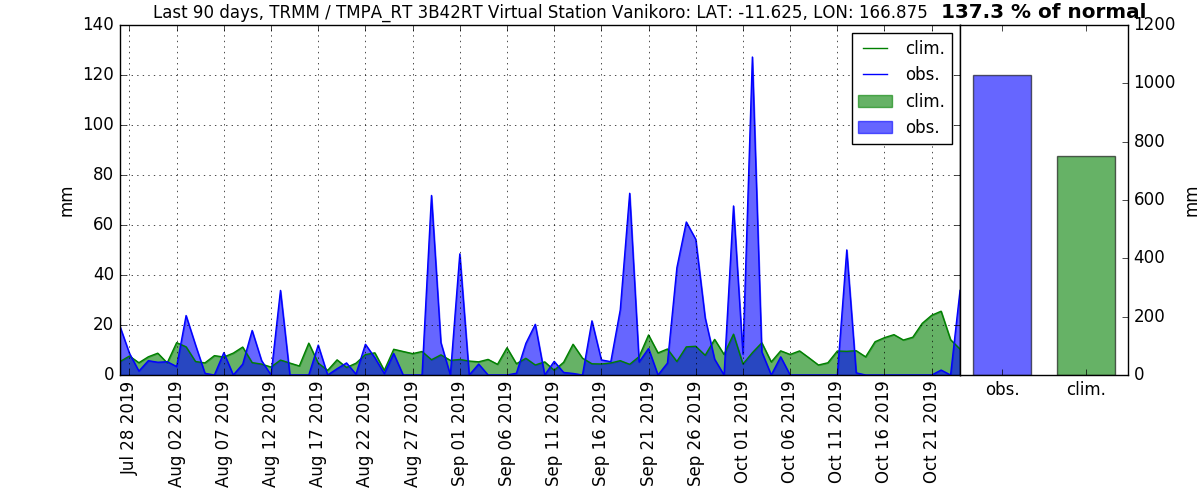 Last 90 days, TRMM / TMPA_RT 3B42RT Virtual Station Vanikoro: LAT: -11.625, LON: 166.875 137.3 % of normal
140
120
100
80
60
40
20
0
mm
clim.
obs.
clim.
obs.
1200
1000
800
600
400
200
0
mm
Jul 28 2019
Aug 02 2019
Aug 07 2019
Aug 12 2019
Aug 17 2019
Aug 22 2019
Aug 27 2019
Sep 01 2019
Sep 06 2019
Sep 11 2019
Sep 16 2019
Sep 21 2019
Sep 26 2019
Oct 01 2019
Oct 06 2019
Oct 11 2019
Oct 16 2019
Oct 21 2019
obs.
clim.